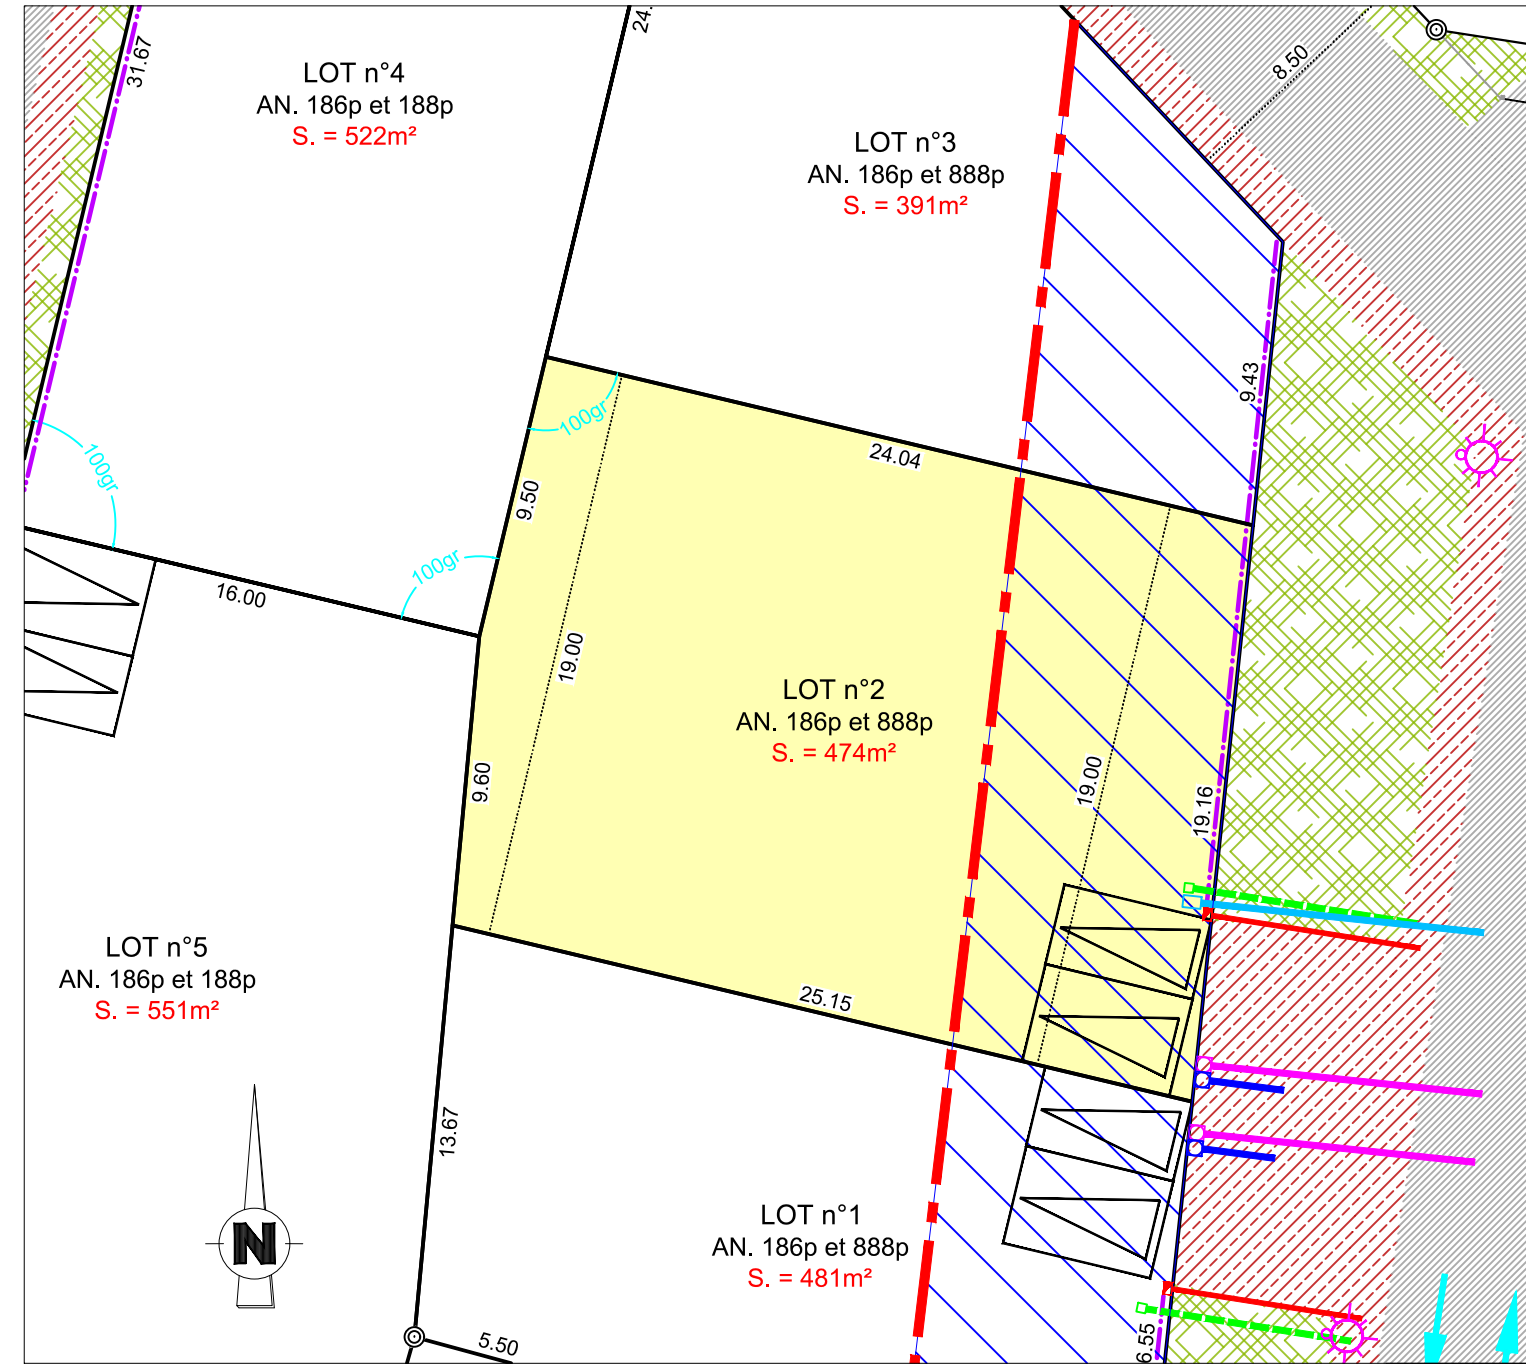 31.67
24.
8.50
LOT n°4
AN. 186p et 188p
S. = 522m²
LOT n°3
AN. 186p et 888p
S. = 391m²
9.43
100gr
24.04
100gr
9.50
100gr
16.00
19.00
LOT n°2
AN. 186p et 888p
S. = 474m²
9.60
19.00
19.16
LOT n°5
AN. 186p et 188p
S. = 551m²
25.15
13.67
LOT n°1
AN. 186p et 888p
S. = 481m²
N
5.50
6.55